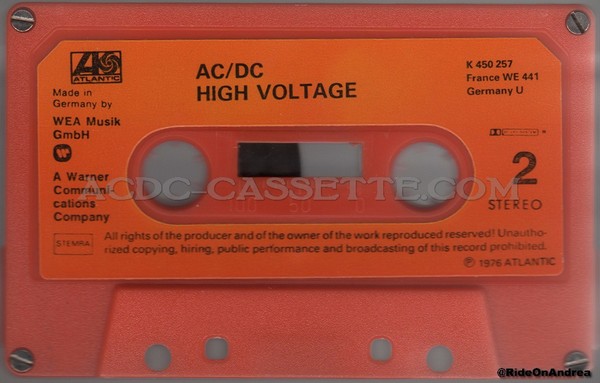 ATLANTIC
Made in
Germany by
WEA Musik
GmbH
A Warner
Communi
cations
Company
STEMRA
AC/DC
HIGH VOLTAGE
K 450 257
France WE 441
Germany U
2
STEREO
ACDC-CASSETTE.COM
100 50 0
All rights of the producer and of the owner of the work reproduced reserved! Unautho-
rized copying, hiring, public performance and broadcasting of this record prohibited.
℗ 1976 ATLANTIC
@RideOnAndrea